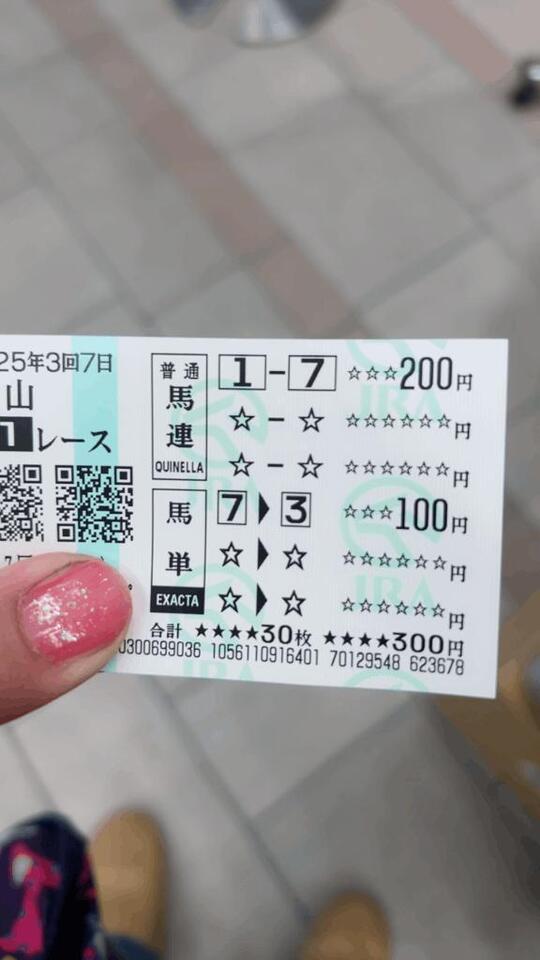 25年3回7日
山
1レース
普通
馬
連
QUINELLA
1-7 ☆☆☆200円
☆-☆ ☆☆☆☆☆☆円
☆-☆ ☆☆☆☆☆☆円
馬
単
EXACTA
7▶3 ☆☆☆100円
☆▶☆ ☆☆☆☆☆☆円
☆▶☆ ☆☆☆☆☆☆円
合計 ★★★★30枚 ★★★★300円
0300699036 1056110916401 70129548 623678
JRA
JRA